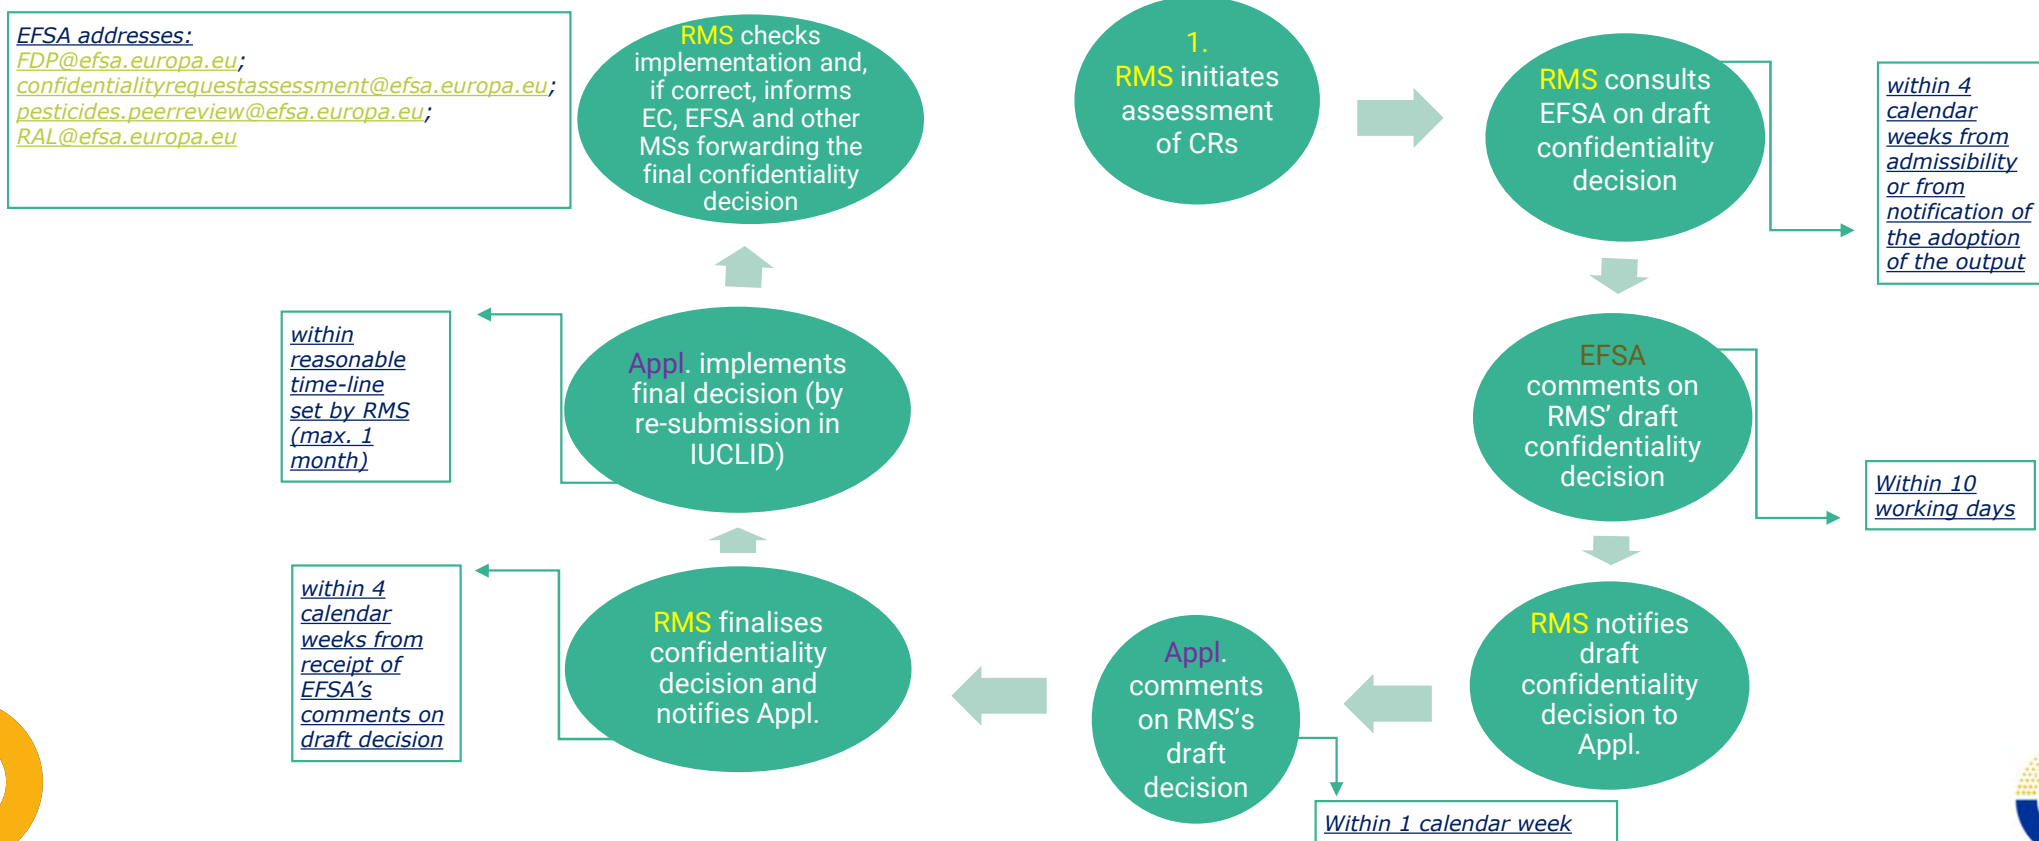 EFSA addresses:
FDP@efsa.europa.eu;
confidentialityrequestassessment@efsa.europa.eu;
pesticides.peerreview@efsa.europa.eu;
RAL@efsa.europa.eu
RMS checks
implementation and,
if correct, informs
EC, EFSA and other
MSs forwarding the
final confidentiality
decision
1.
RMS initiates
assessment
of CRs
RMS consults
EFSA on draft
confidentiality
decision
within 4
calendar
weeks from
admissibility
or from
notification of
the adoption
of the output
EFSA
comments on
RMS' draft
confidentiality
decision
Within 10
working days
RMS notifies
draft
confidentiality
decision to
Appl.
Appl.
comments
on RMS's
draft
decision
Within 1 calendar week
RMS finalises
confidentiality
decision and
notifies Appl.
within 4
calendar
weeks from
receipt of
EFSA's
comments on
draft decision
Appl. implements
final decision (by
re-submission in
IUCLID)
within
reasonable
time-line
set by RMS
(max. 1
month)